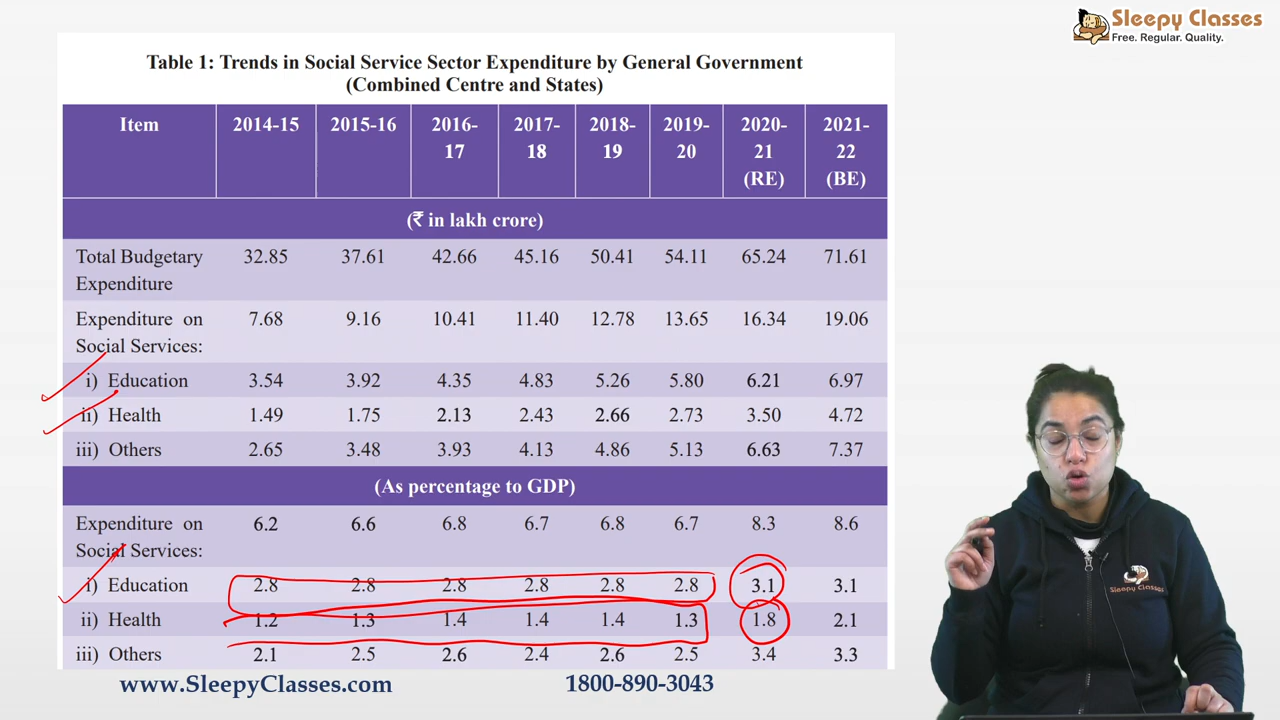 Sleepy Classes
Free. Regular. Quality.
Table 1: Trends in Social Service Sector Expenditure by General Government
(Combined Centre and States)
Item 2014-15 2015-16 2016- 2017- 2018- 2019- 2020- 2021-
17 18 19 20 21 22
(RE) (BE)
(₹ in lakh crore)
Total Budgetary 32.85 37.61 42.66 45.16 50.41 54.11 65.24 71.61
Expenditure
Expenditure on 7.68 9.16 10.41 11.40 12.78 13.65 16.34 19.06
Social Services:
i) Education 3.54 3.92 4.35 4.83 5.26 5.80 6.21 6.97
ii) Health 1.49 1.75 2.13 2.43 2.66 2.73 3.50 4.72
iii) Others 2.65 3.48 3.93 4.13 4.86 5.13 6.63 7.37
(As percentage to GDP)
Expenditure on 6.2 6.6 6.8 6.7 6.8 6.7 8.3 8.6
Social Services:
i) Education 2.8 2.8 2.8 2.8 2.8 2.8 3.1 3.1
ii) Health 1.2 1.3 1.4 1.4 1.4 1.3 1.8 2.1
iii) Others 2.1 2.5 2.6 2.4 2.6 2.5 3.4 3.3
Sleepy Classes
www.SleepyClasses.com 1800-890-3043